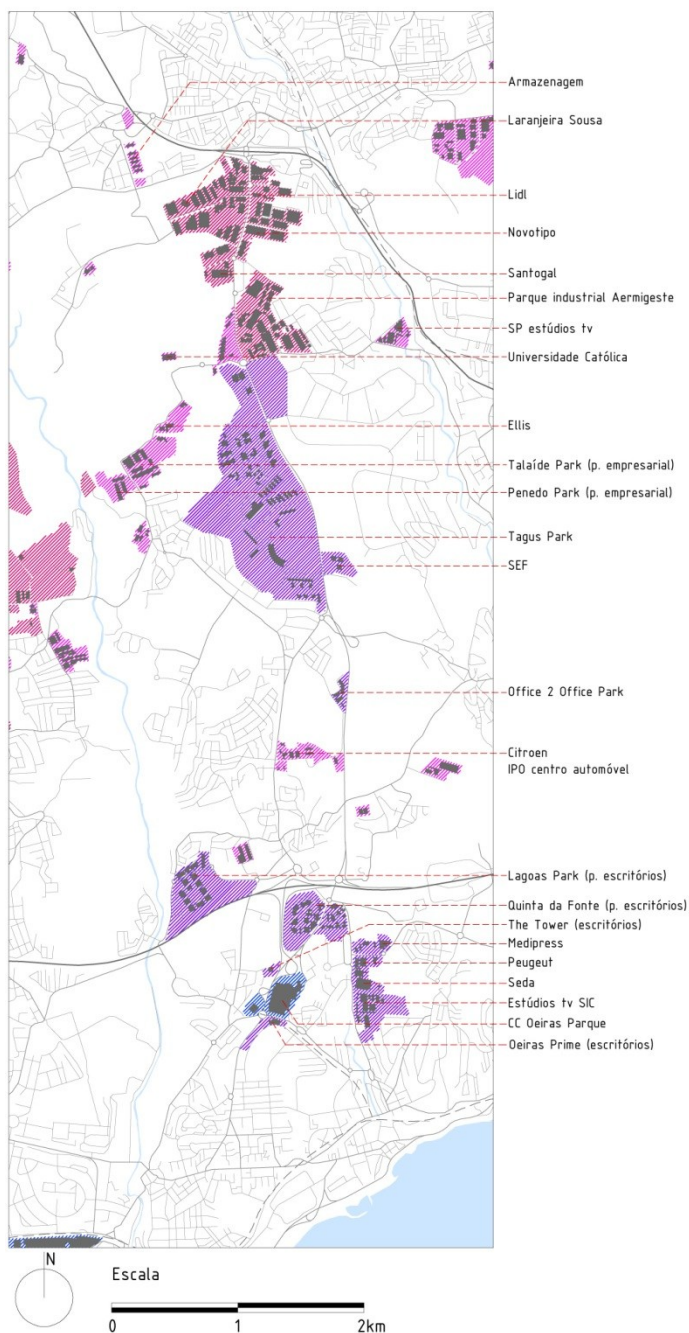 Armazenagem
Laranjeira Sousa
Lidl
Novotipo
Santogal
Parque industrial Aermigeste
SP estúdios tv
Universidade Católica
Ellis
Talaíde Park (p. empresarial)
Penedo Park (p. empresarial)
Tagus Park
SEF
Office 2 Office Park
Citroen
IPO centro automóvel
Lagoas Park (p. escritórios)
Quinta da Fonte (p. escritórios)
The Tower (escritórios)
Medipress
Peugeut
Seda
Estúdios tv SIC
CC Oeiras Parque
Oeiras Prime (escritórios)
N
Escala
0 1 2km